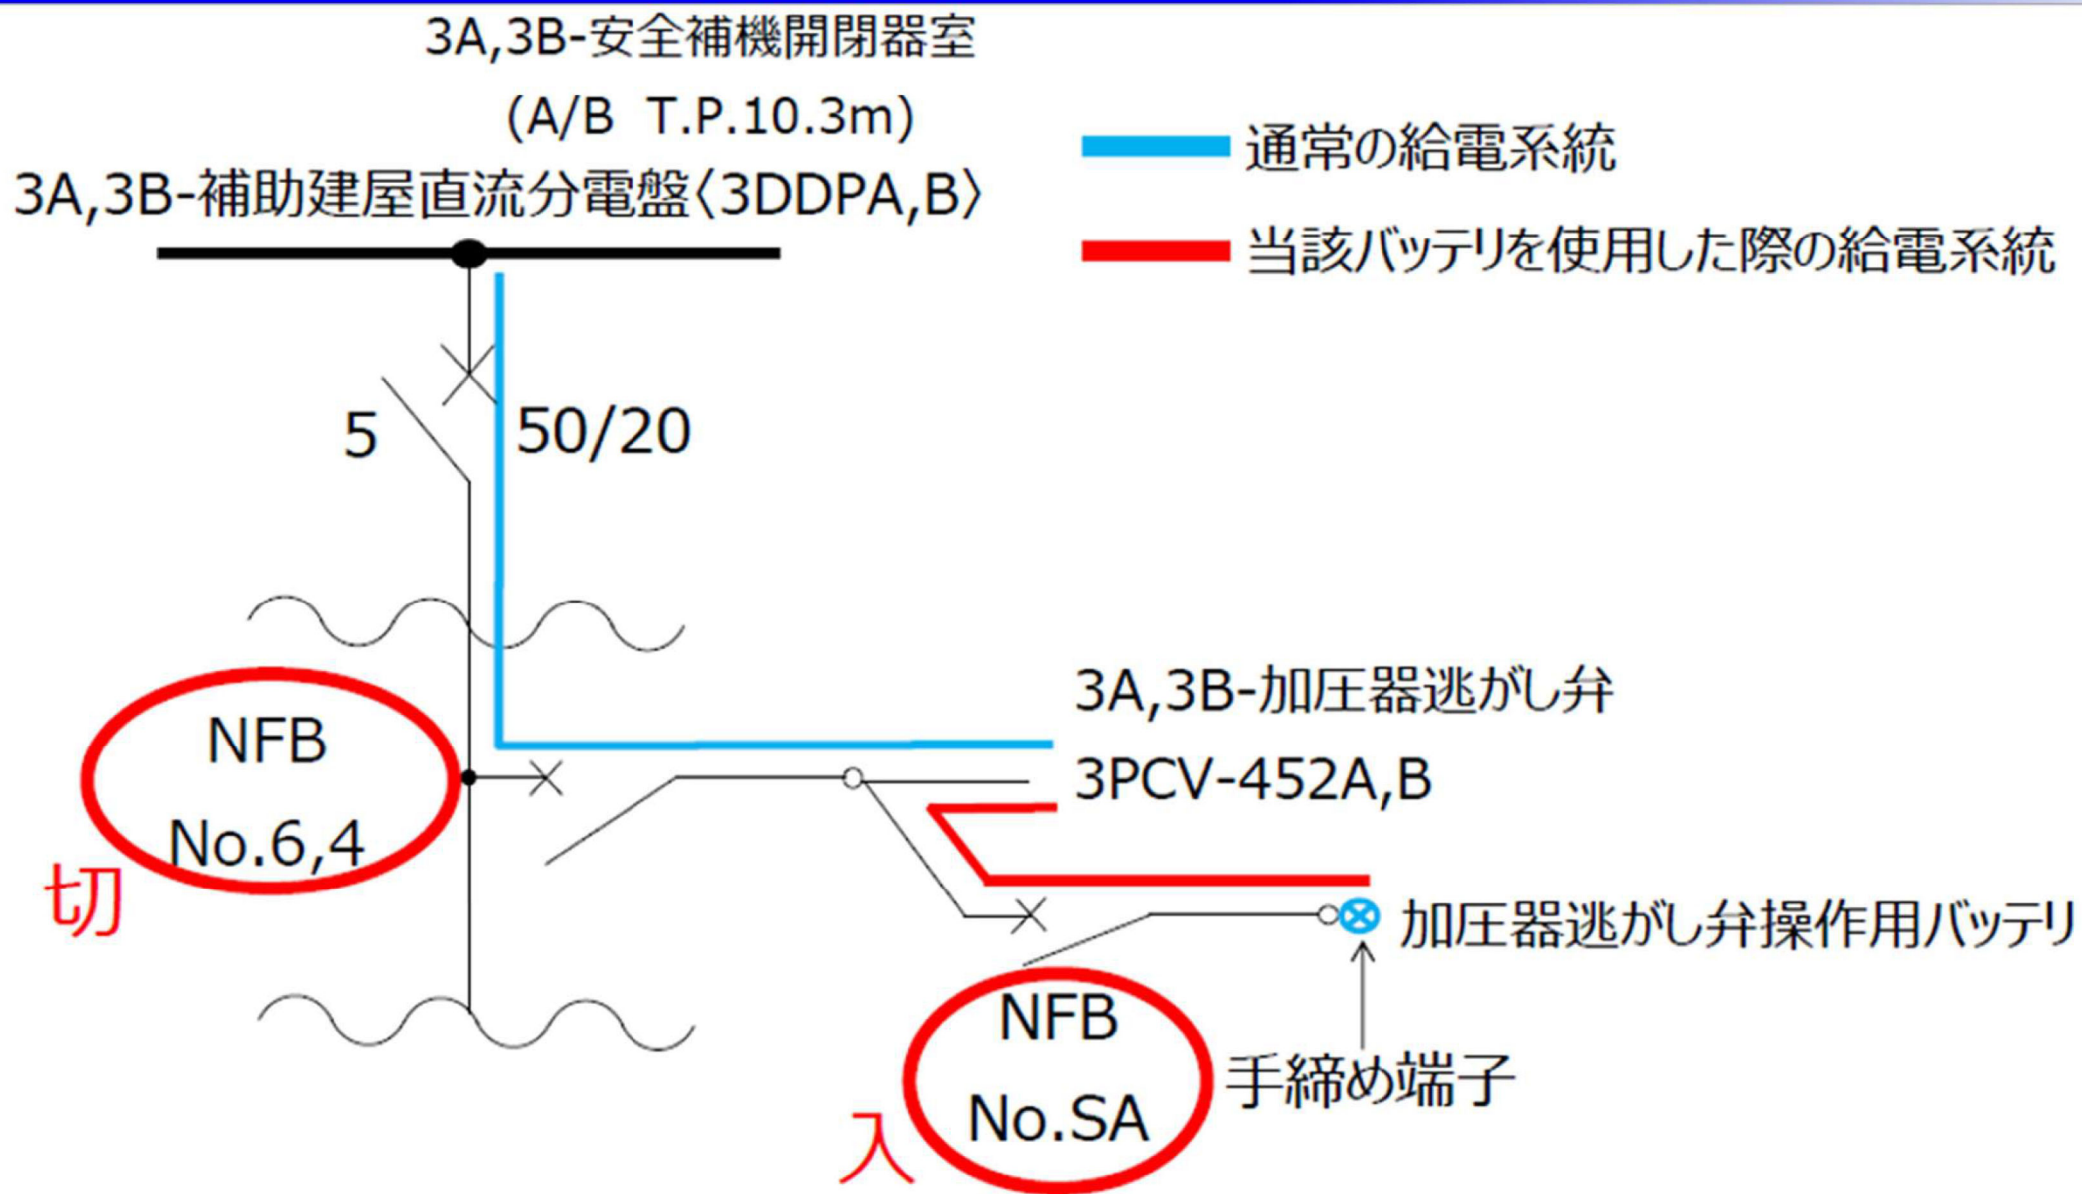 3A,3B-安全補機開閉器室
(A/B T.P.10.3m)
3A,3B-補助建屋直流分電盤〈3DDPA,B〉
通常の給電系統
当該バッテリを使用した際の給電系統
5
50/20
NFB
No.6,4
切
3A,3B-加圧器逃がし弁
3PCV-452A,B
加圧器逃がし弁操作用バッテリ
NFB
No.SA
入
手締め端子